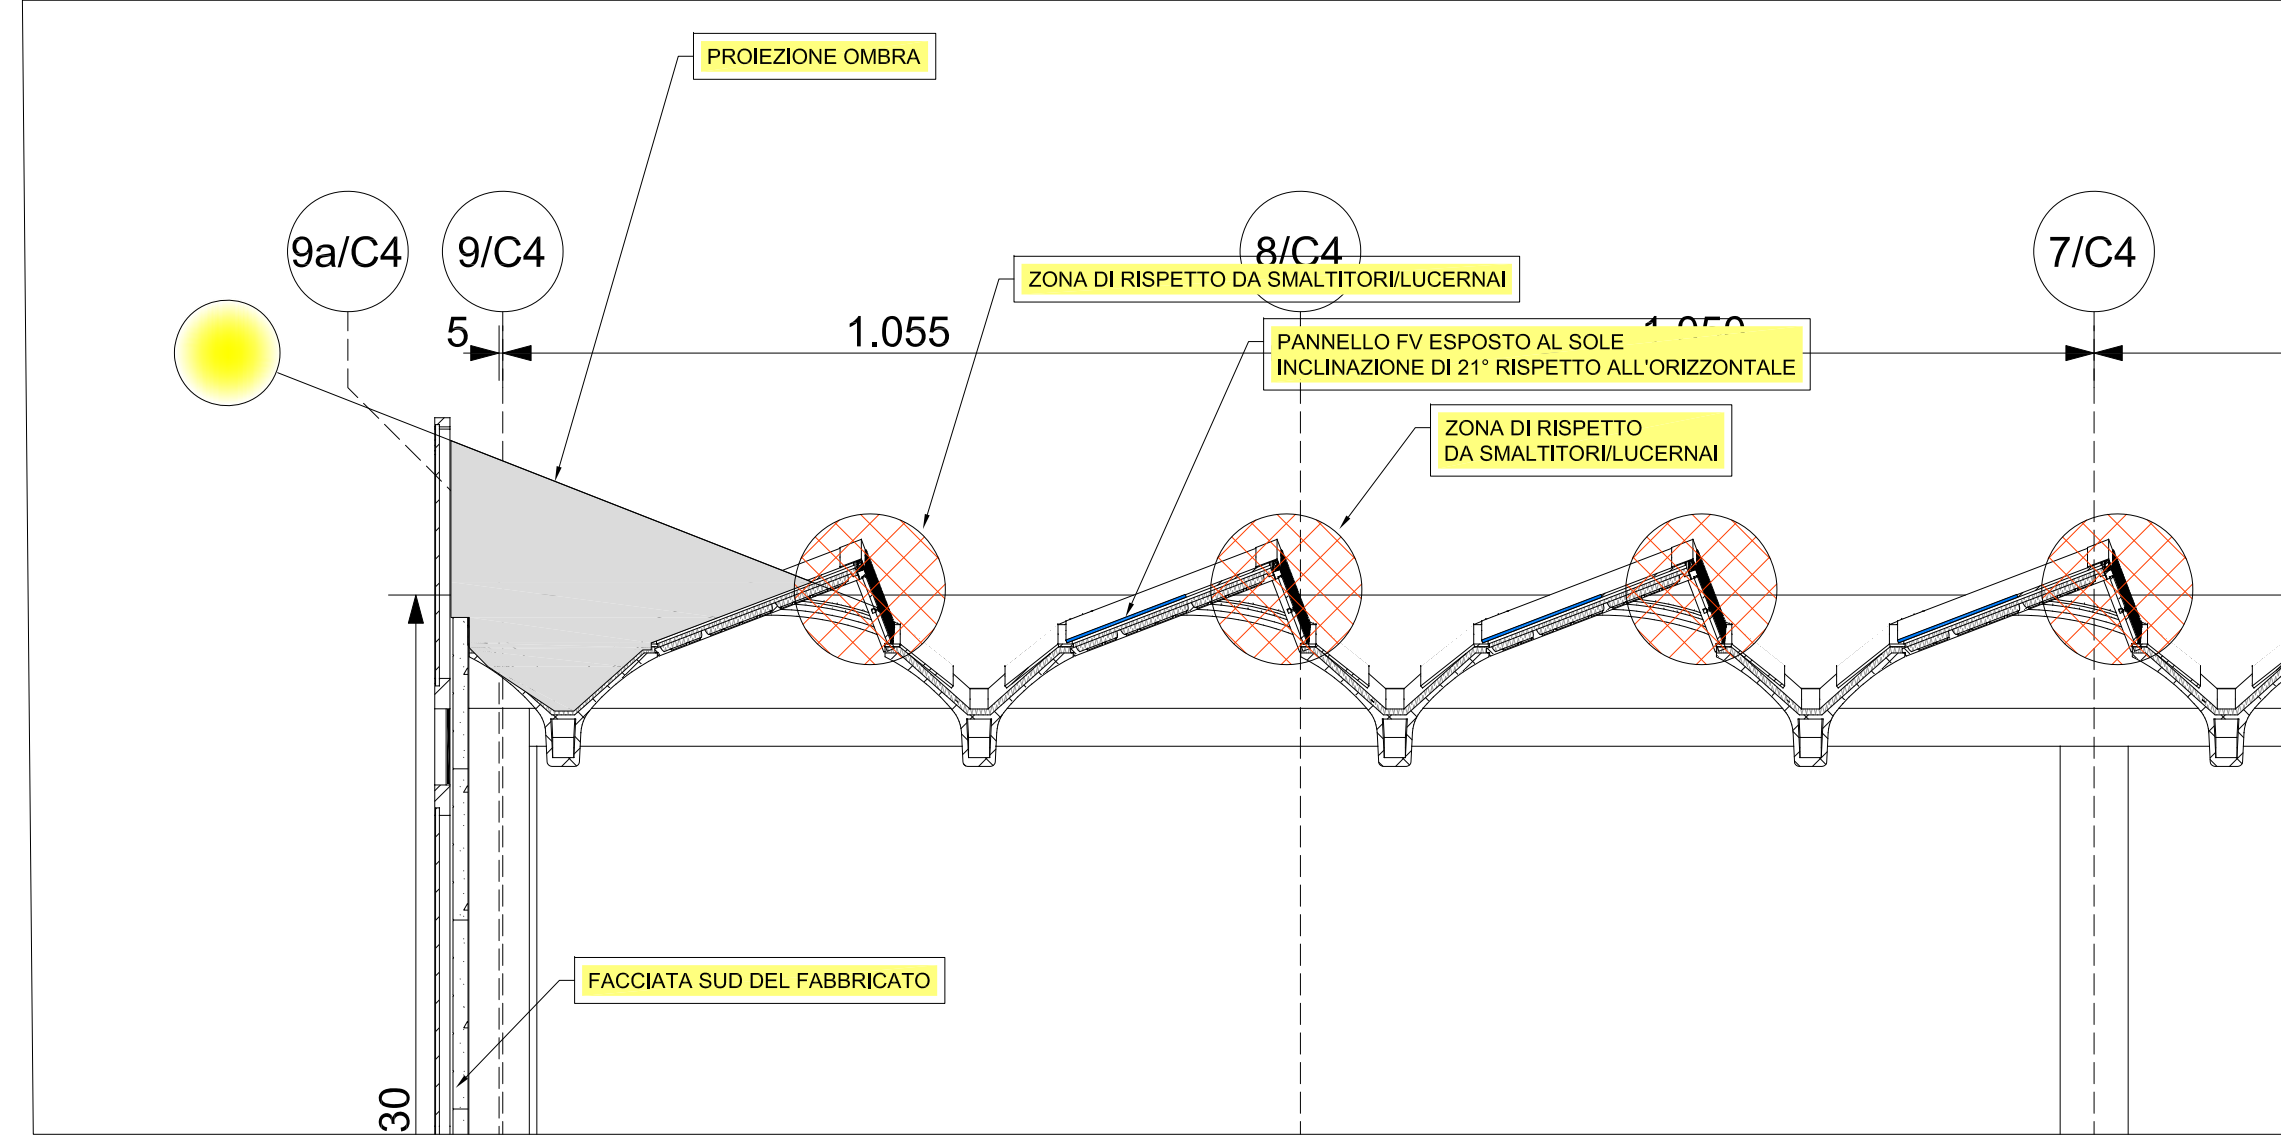 PROIEZIONE OMBRA
9a/C4
9/C4
8/C4
7/C4
ZONA DI RISPETTO DA SMALTITORI/LUCERNAI
5
1.055
1.050
PANNELLO FV ESPOSTO AL SOLE
INCLINAZIONE DI 21° RISPETTO ALL'ORIZZONTALE
ZONA DI RISPETTO
DA SMALTITORI/LUCERNAI
FACCIATA SUD DEL FABBRICATO
30